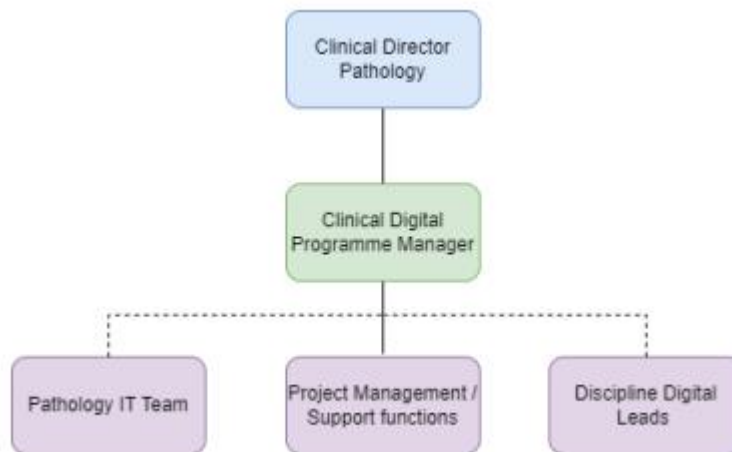 Clinical Director
Pathology
Clinical Digital
Programme Manager
Pathology IT Team
Project Management /
Support functions
Discipline Digital
Leads